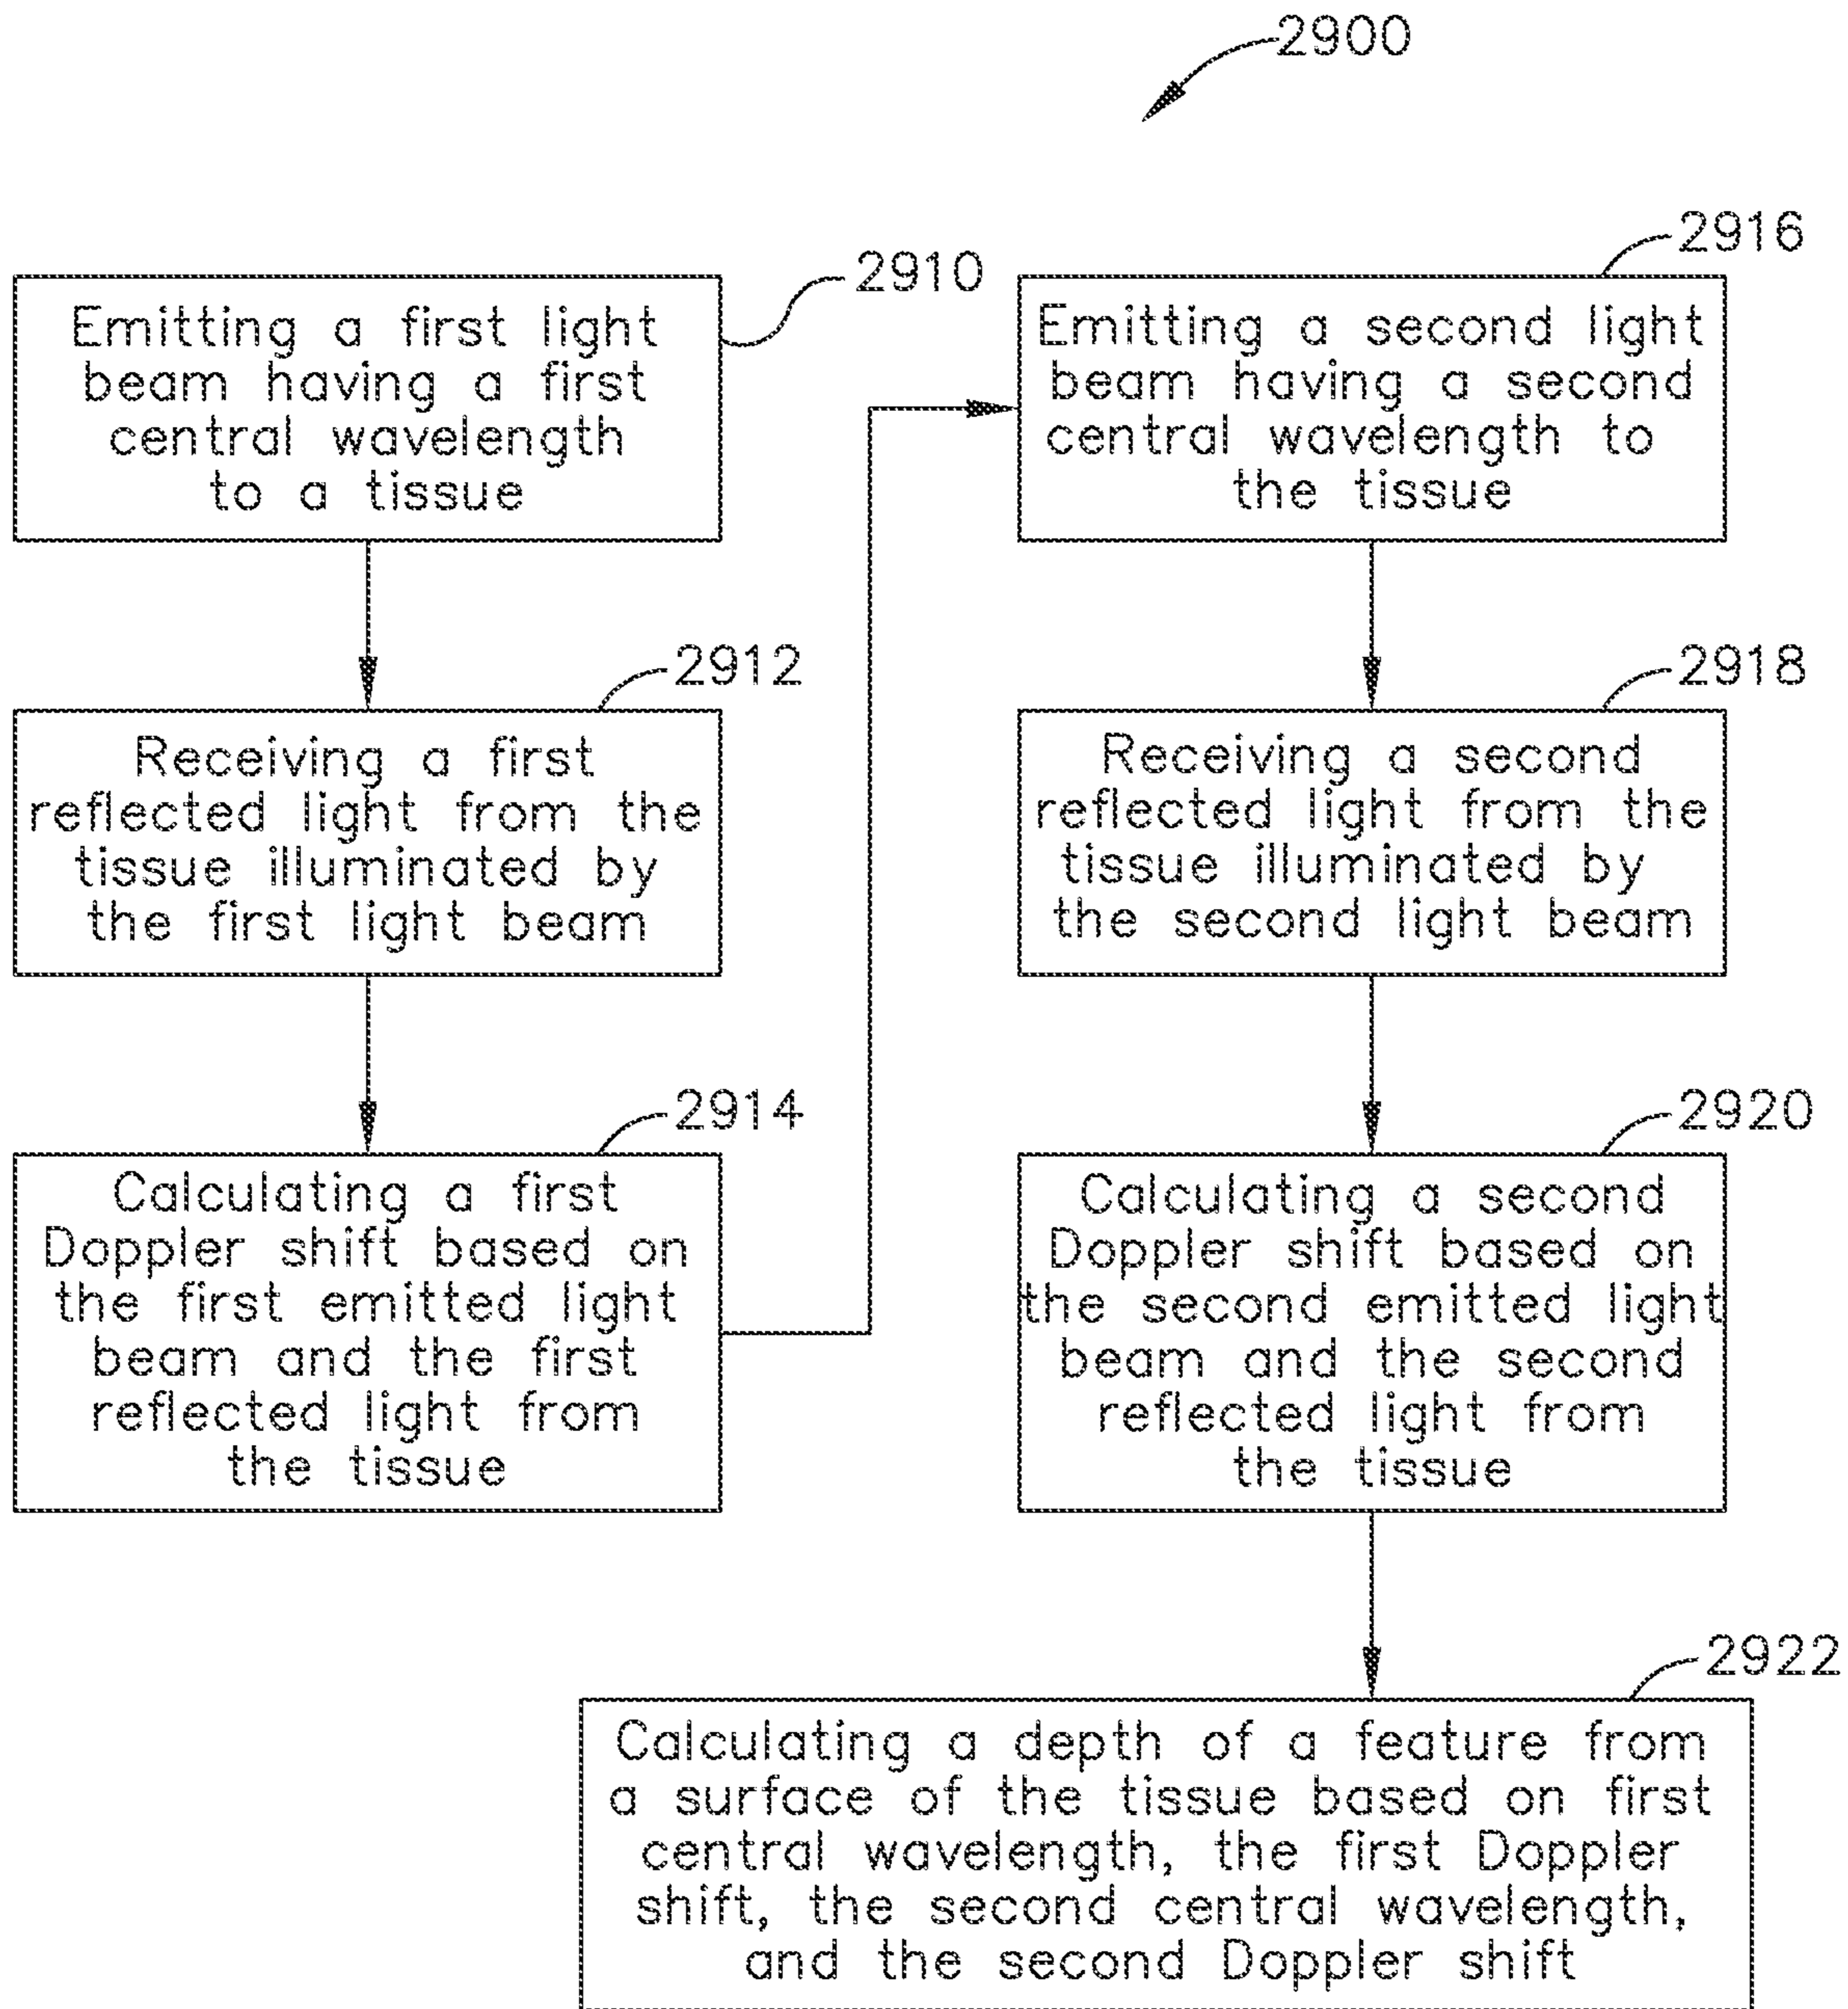 2900
2910
Emitting a first light
beam having a first
central wavelength
to a tissue
2912
Receiving a first
reflected light from the
tissue illuminated by
the first light beam
2914
Calculating a first
Doppler shift based on
the first emitted light
beam and the first
reflected light from
the tissue
2916
Emitting a second light
beam having a second
central wavelength to
the tissue
2918
Receiving a second
reflected light from the
tissue illuminated by
the second light beam
2920
Calculating a second
Doppler shift based on
the second emitted light
beam and the second
reflected light from
the tissue
2922
Calculating a depth of a feature from
a surface of the tissue based on first
central wavelength, the first Doppler
shift, the second central wavelength,
and the second Doppler shift